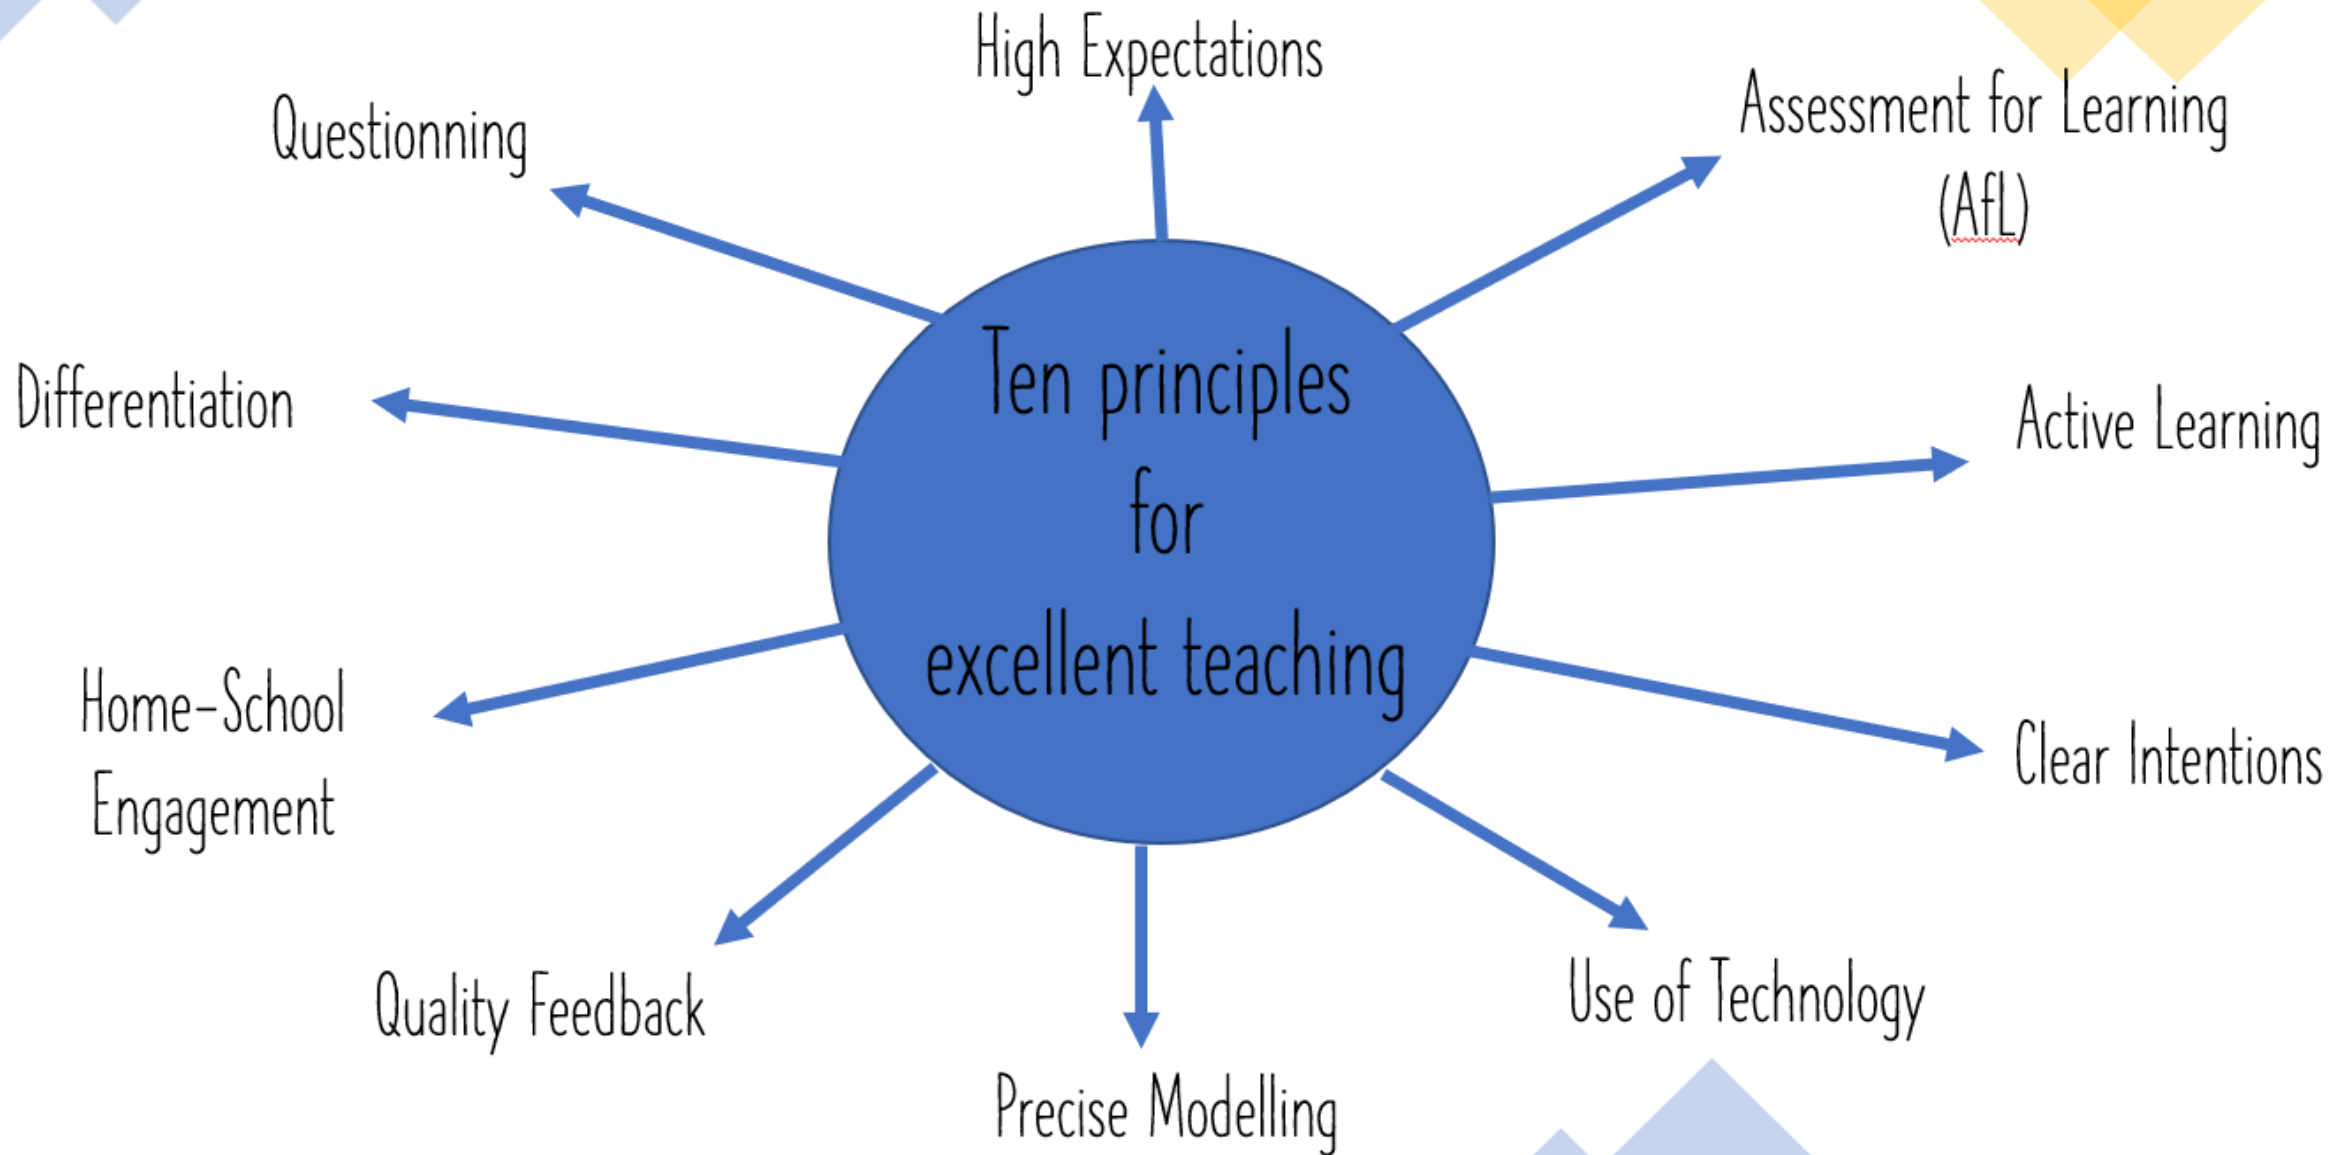 High Expectations
Assessment for Learning
(AfL)
Active Learning
Clear Intentions
Use of Technology
Precise Modelling
Quality Feedback
Home-School
Engagement
Differentiation
Questionning
Ten principles
for
excellent teaching